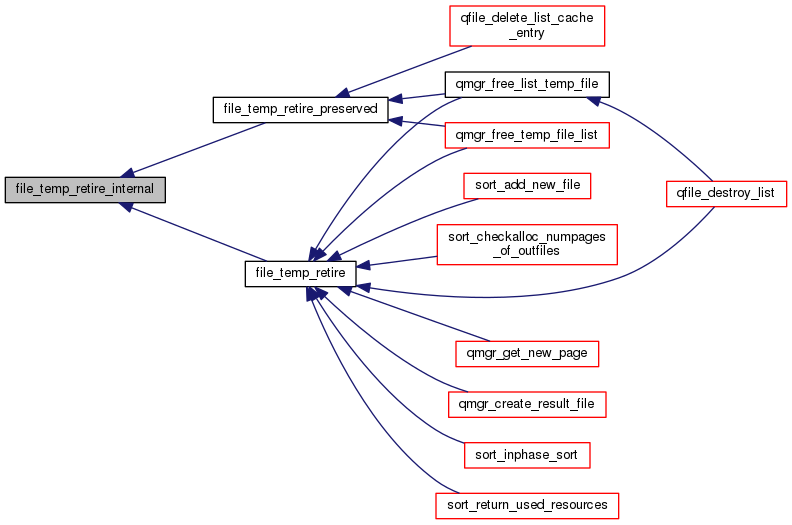 qfile_delete_list_cache
_entry
qmgr_free_list_temp_file
file_temp_retire_preserved
qmgr_free_temp_file_list
file_temp_retire_internal
sort_add_new_file
qfile_destroy_list
sort_checkalloc_numpages
_of_outfiles
file_temp_retire
qmgr_get_new_page
qmgr_create_result_file
sort_inphase_sort
sort_return_used_resources